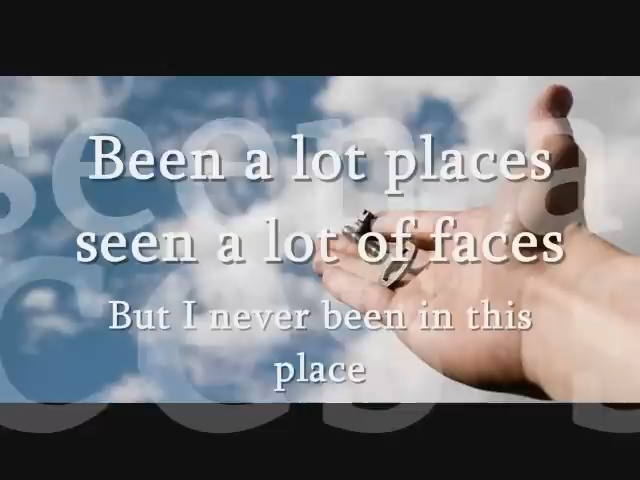 Been a lot places
seen a lot of faces
But I never been in this
place